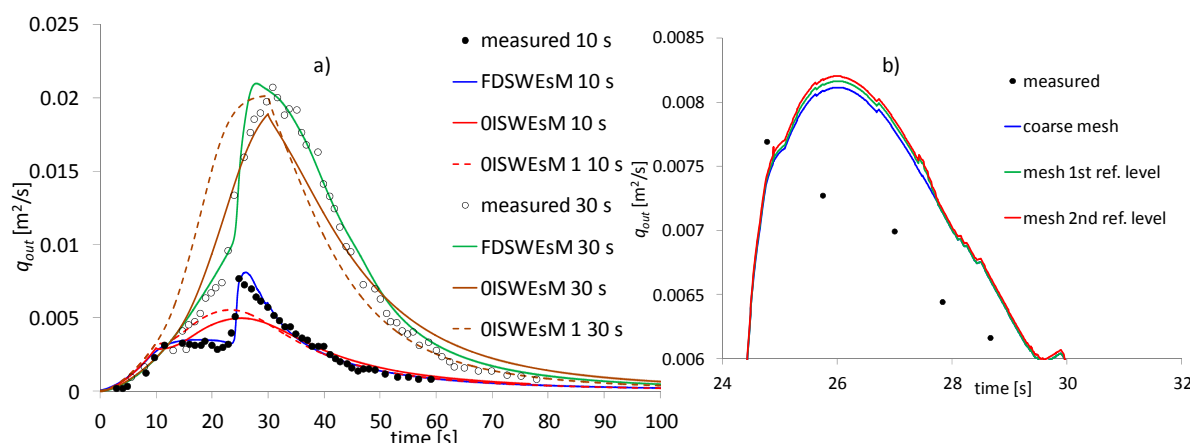 a)
0.025
0.02
0.015
0.01
0.005
0
q_out [m²/s]
0 10 20 30 40 50 60 70 80 90 100
time [s]
measured 10 s
FDSWEsM 10 s
0ISWEsM 10 s
0ISWEsM 1 10 s
measured 30 s
FDSWEsM 30 s
0ISWEsM 30 s
0ISWEsM 1 30 s
b)
0.0085
0.008
0.0075
0.007
0.0065
0.006
q_out [m²/s]
24 26 28 30 32
time [s]
measured
coarse mesh
mesh 1st ref. level
mesh 2nd ref. level